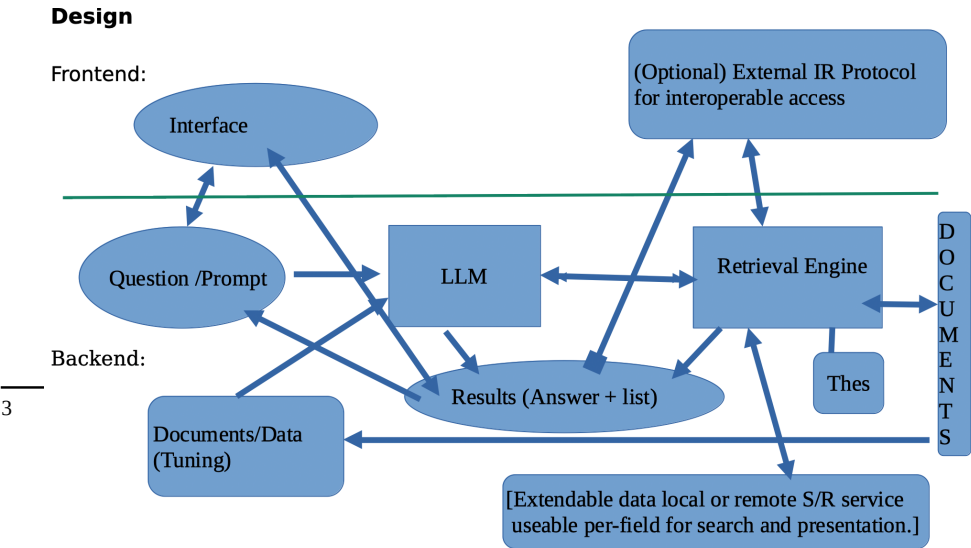 Design
Frontend:
(Optional) External IR Protocol
for interoperable access
Interface
Question /Prompt
LLM
Retrieval Engine
D
O
C
U
M
E
N
T
S
Backend:
Thes
Results (Answer + list)
3
Documents/Data
(Tuning)
[Extendable data local or remote S/R service
useable per-field for search and presentation.]